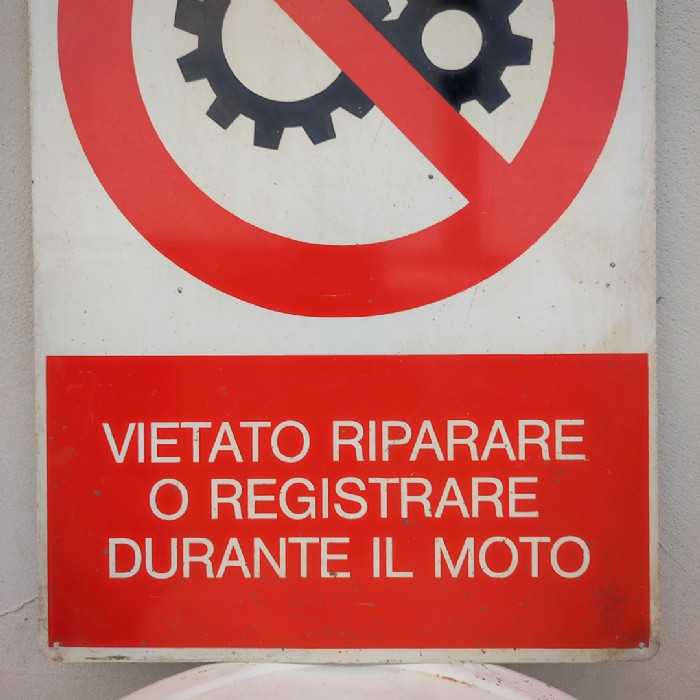 VIETATO RIPARARE
O REGISTRARE
DURANTE IL MOTO